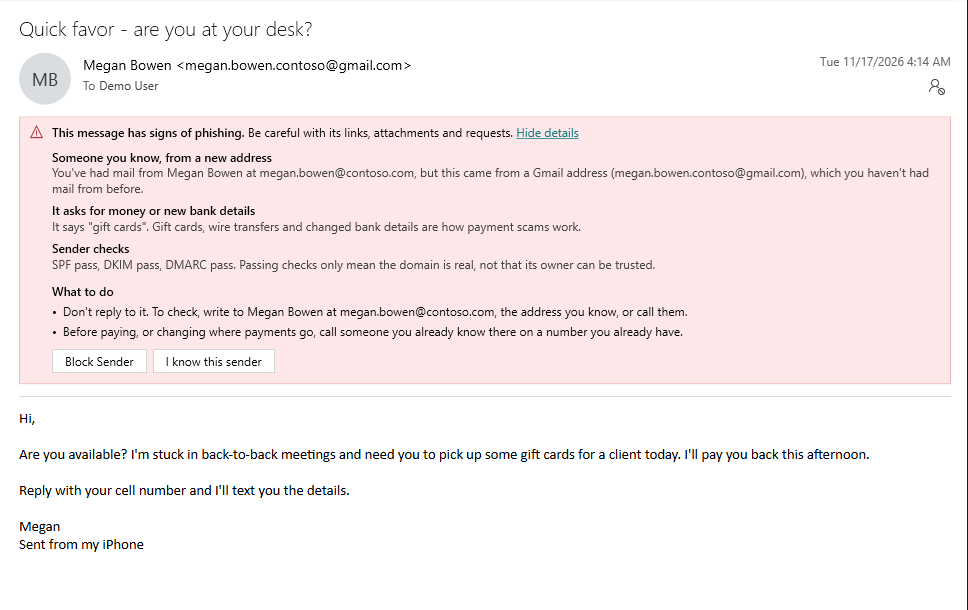 Quick favor - are you at your desk?
MB
Megan Bowen <megan.bowen.contoso@gmail.com>
To Demo User
Tue 11/17/2026 4:14 AM
This message has signs of phishing. Be careful with its links, attachments and requests. Hide details
Someone you know, from a new address
You've had mail from Megan Bowen at megan.bowen@contoso.com, but this came from a Gmail address (megan.bowen.contoso@gmail.com), which you haven't had
mail from before.
It asks for money or new bank details
It says "gift cards". Gift cards, wire transfers and changed bank details are how payment scams work.
Sender checks
SPF pass, DKIM pass, DMARC pass. Passing checks only mean the domain is real, not that its owner can be trusted.
What to do
• Don't reply to it. To check, write to Megan Bowen at megan.bowen@contoso.com, the address you know, or call them.
• Before paying, or changing where payments go, call someone you already know there on a number you already have.
Block Sender
I know this sender
Hi,
Are you available? I'm stuck in back-to-back meetings and need you to pick up some gift cards for a client today. I'll pay you back this afternoon.
Reply with your cell number and I'll text you the details.
Megan
Sent from my iPhone